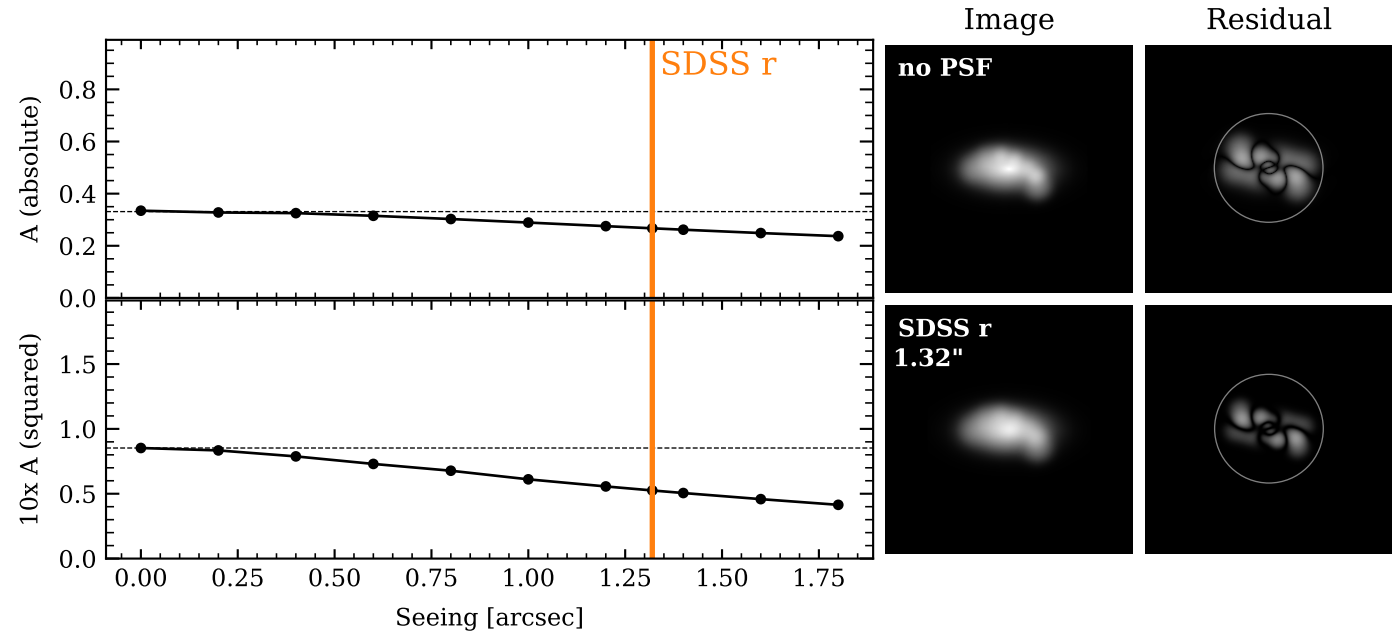 Image
Residual
A (absolute)
0.8
0.6
0.4
0.2
0.0
SDSS r
no PSF
10x A (squared)
1.5
1.0
0.5
0.0
SDSS r
1.32"
0.00 0.25 0.50 0.75 1.00 1.25 1.50 1.75
Seeing [arcsec]